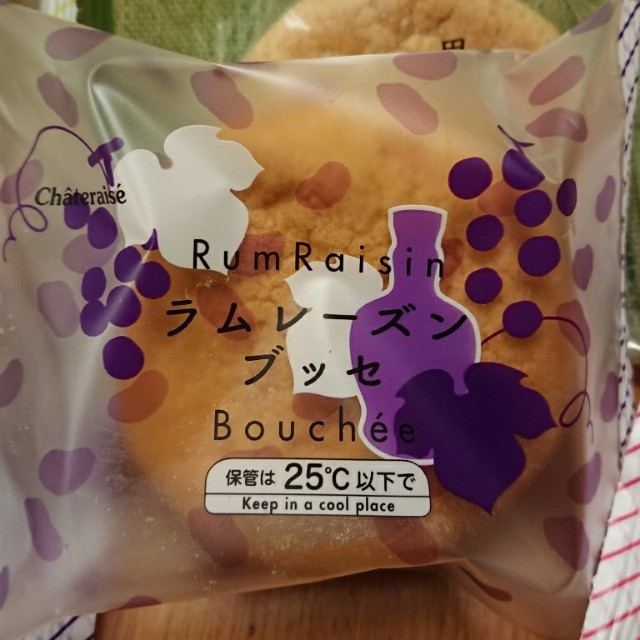 Châteraisé
RumRaisin
ラムレーズン
ブッセ
Bouchée
保管は 25℃ 以下で
Keep in a cool place